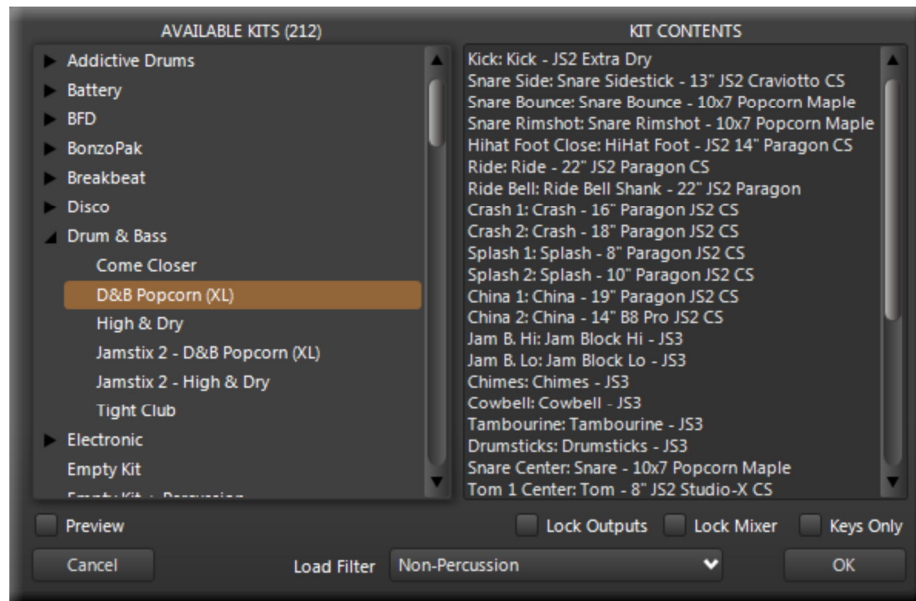 AVAILABLE KITS (212)
Addictive Drums
Battery
BFD
BonzoPak
Breakbeat
Disco
Drum & Bass
Come Closer
D&B Popcorn (XL)
High & Dry
Jamstix 2 - D&B Popcorn (XL)
Jamstix 2 - High & Dry
Tight Club
Electronic
Empty Kit
Empty Kit + Percussion
KIT CONTENTS
Kick: Kick - JS2 Extra Dry
Snare Side: Snare Sidestick - 13" JS2 Craviotto CS
Snare Bounce: Snare Bounce - 10x7 Popcorn Maple
Snare Rimshot: Snare Rimshot - 10x7 Popcorn Maple
Hihat Foot Close: HiHat Foot - JS2 14" Paragon CS
Ride: Ride - 22" JS2 Paragon CS
Ride Bell: Ride Bell Shank - 22" JS2 Paragon
Crash 1: Crash - 16" Paragon JS2 CS
Crash 2: Crash - 18" Paragon JS2 CS
Splash 1: Splash - 8" Paragon JS2 CS
Splash 2: Splash - 10" Paragon JS2 CS
China 1: China - 19" Paragon JS2 CS
China 2: China - 14" B8 Pro JS2 CS
Jam B. Hi: Jam Block Hi - JS3
Jam B. Lo: Jam Block Lo - JS3
Chimes: Chimes - JS3
Cowbell: Cowbell - JS3
Tambourine: Tambourine - JS3
Drumsticks: Drumsticks - JS3
Snare Center: Snare - 10x7 Popcorn Maple
Tom 1 Center: Tom - 8" JS2 Studio-X CS
Preview
Lock Outputs
Lock Mixer
Keys Only
Cancel
Load Filter
Non-Percussion
OK